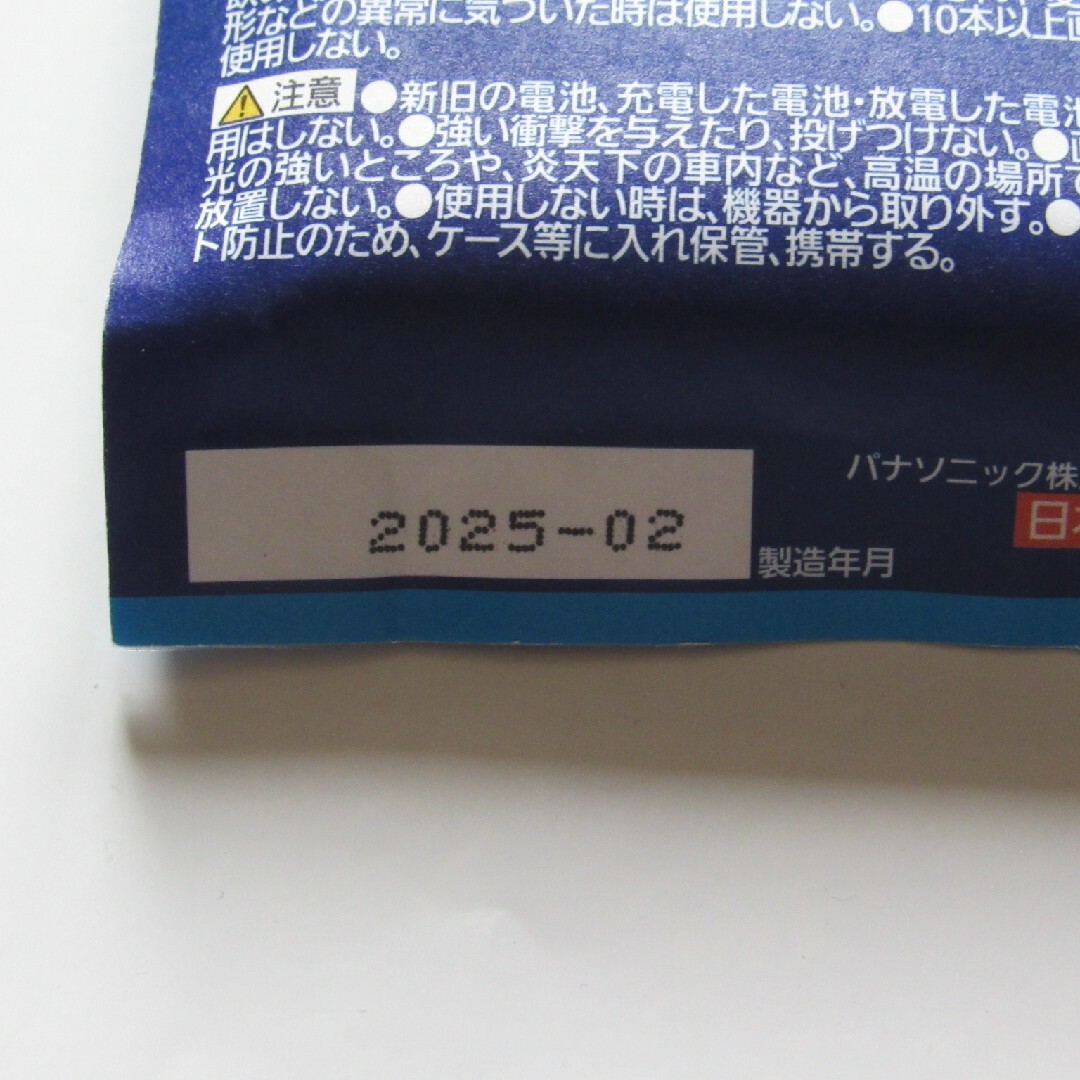 形などの異常に気づいた時は使用しない。●10本以上直
使用しない。
注意 ●新旧の電池、充電した電池・放電した電池
用はしない。●強い衝撃を与えたり、投げつけない。●直
光の強いところや、炎天下の車内など、高温の場所で
放置しない。●使用しない時は、機器から取り外す。●
ト防止のため、ケース等に入れ保管、携帯する。
パナソニック株
日本
2025-02
製造年月